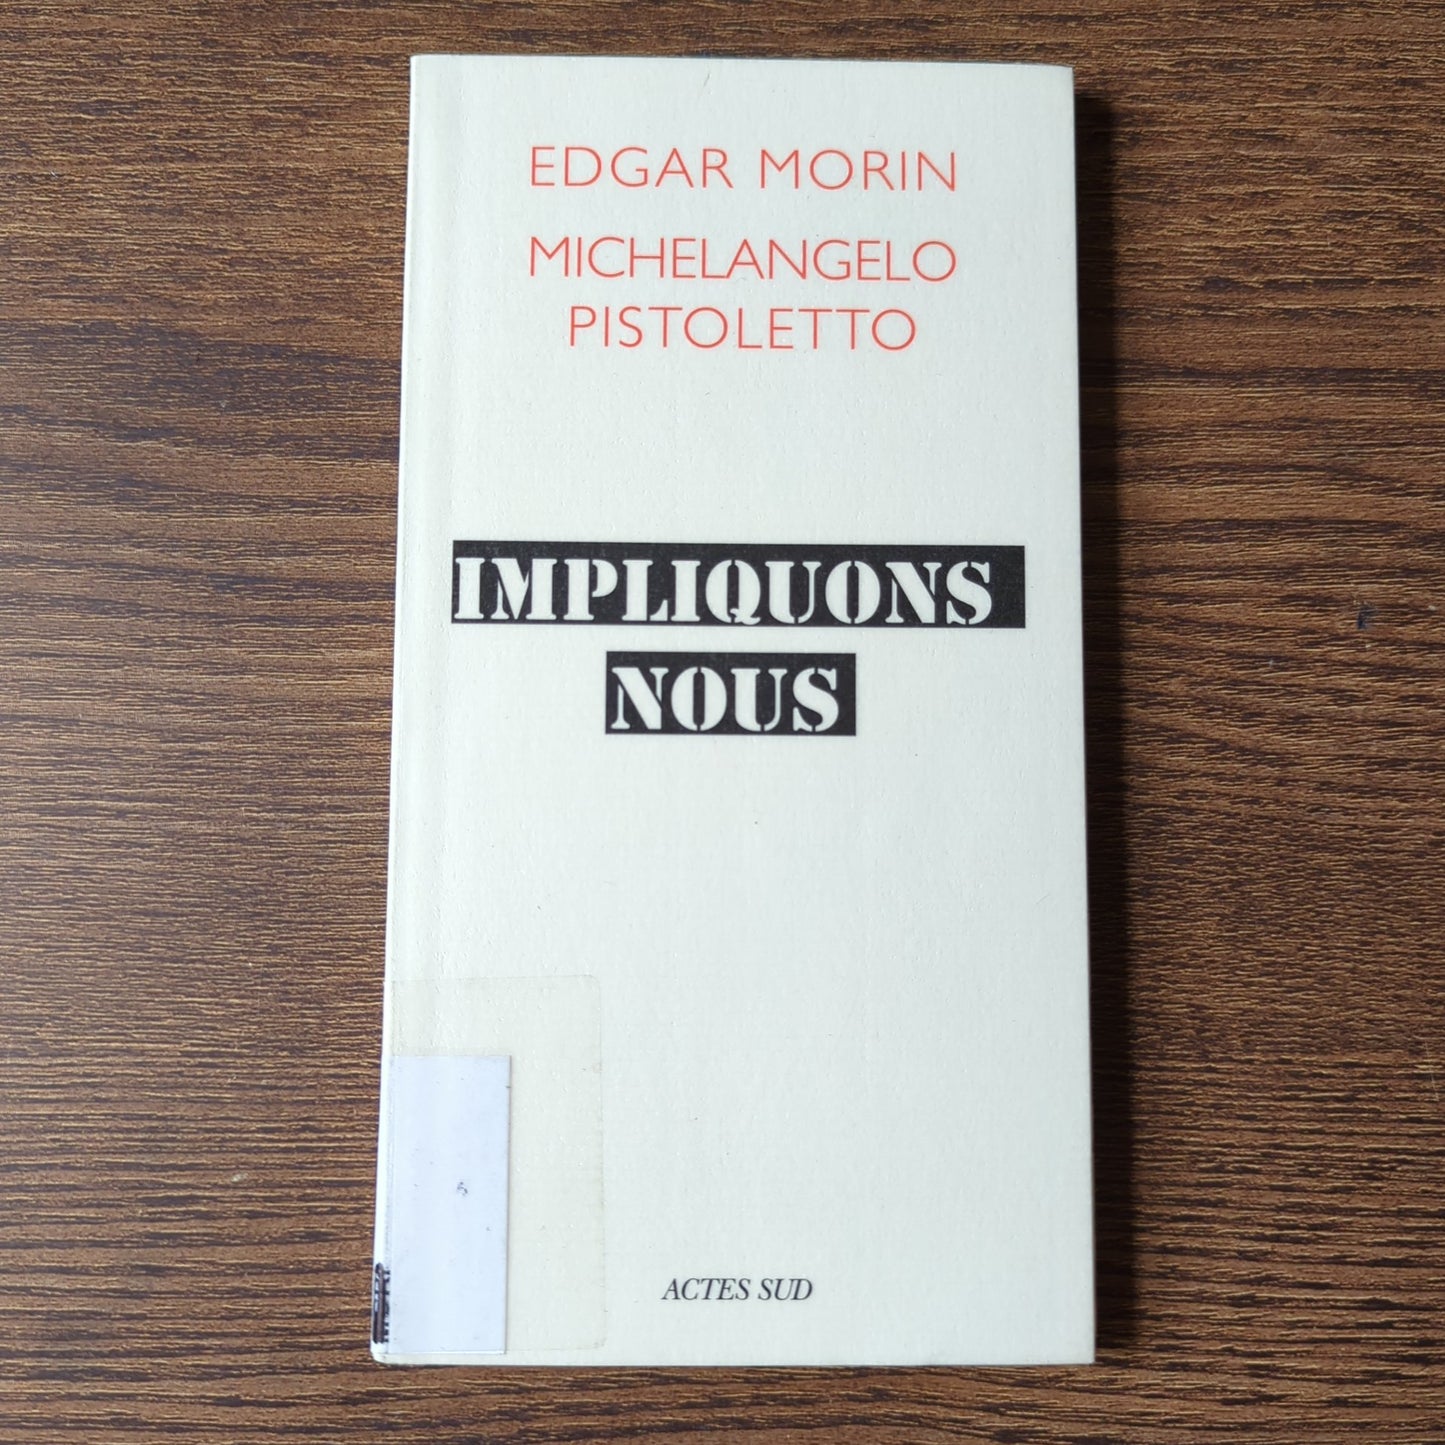 EDGAR MORIN
MICHELANGELO
PISTOLETTO
IMPLIQUONS
NOUS
ACTES SUD